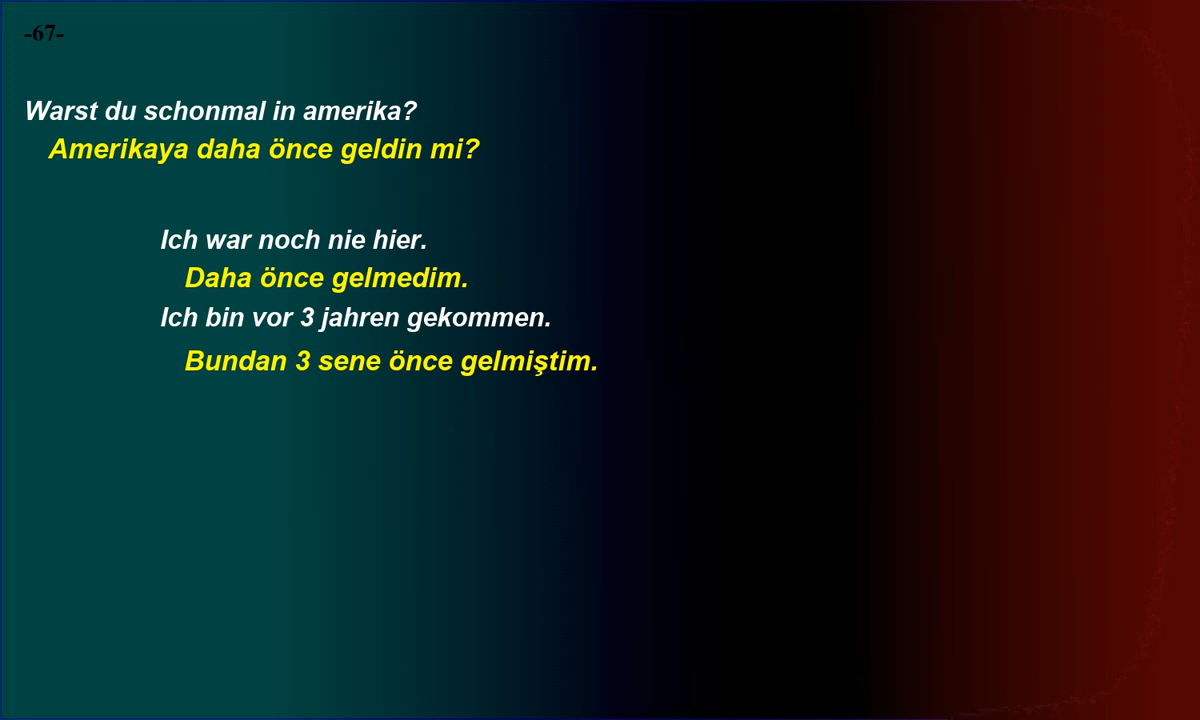 -67-
Warst du schonmal in amerika?
Amerikaya daha önce geldin mi?
Ich war noch nie hier.
Daha önce gelmedim.
Ich bin vor 3 jahren gekommen.
Bundan 3 sene önce gelmiştim.